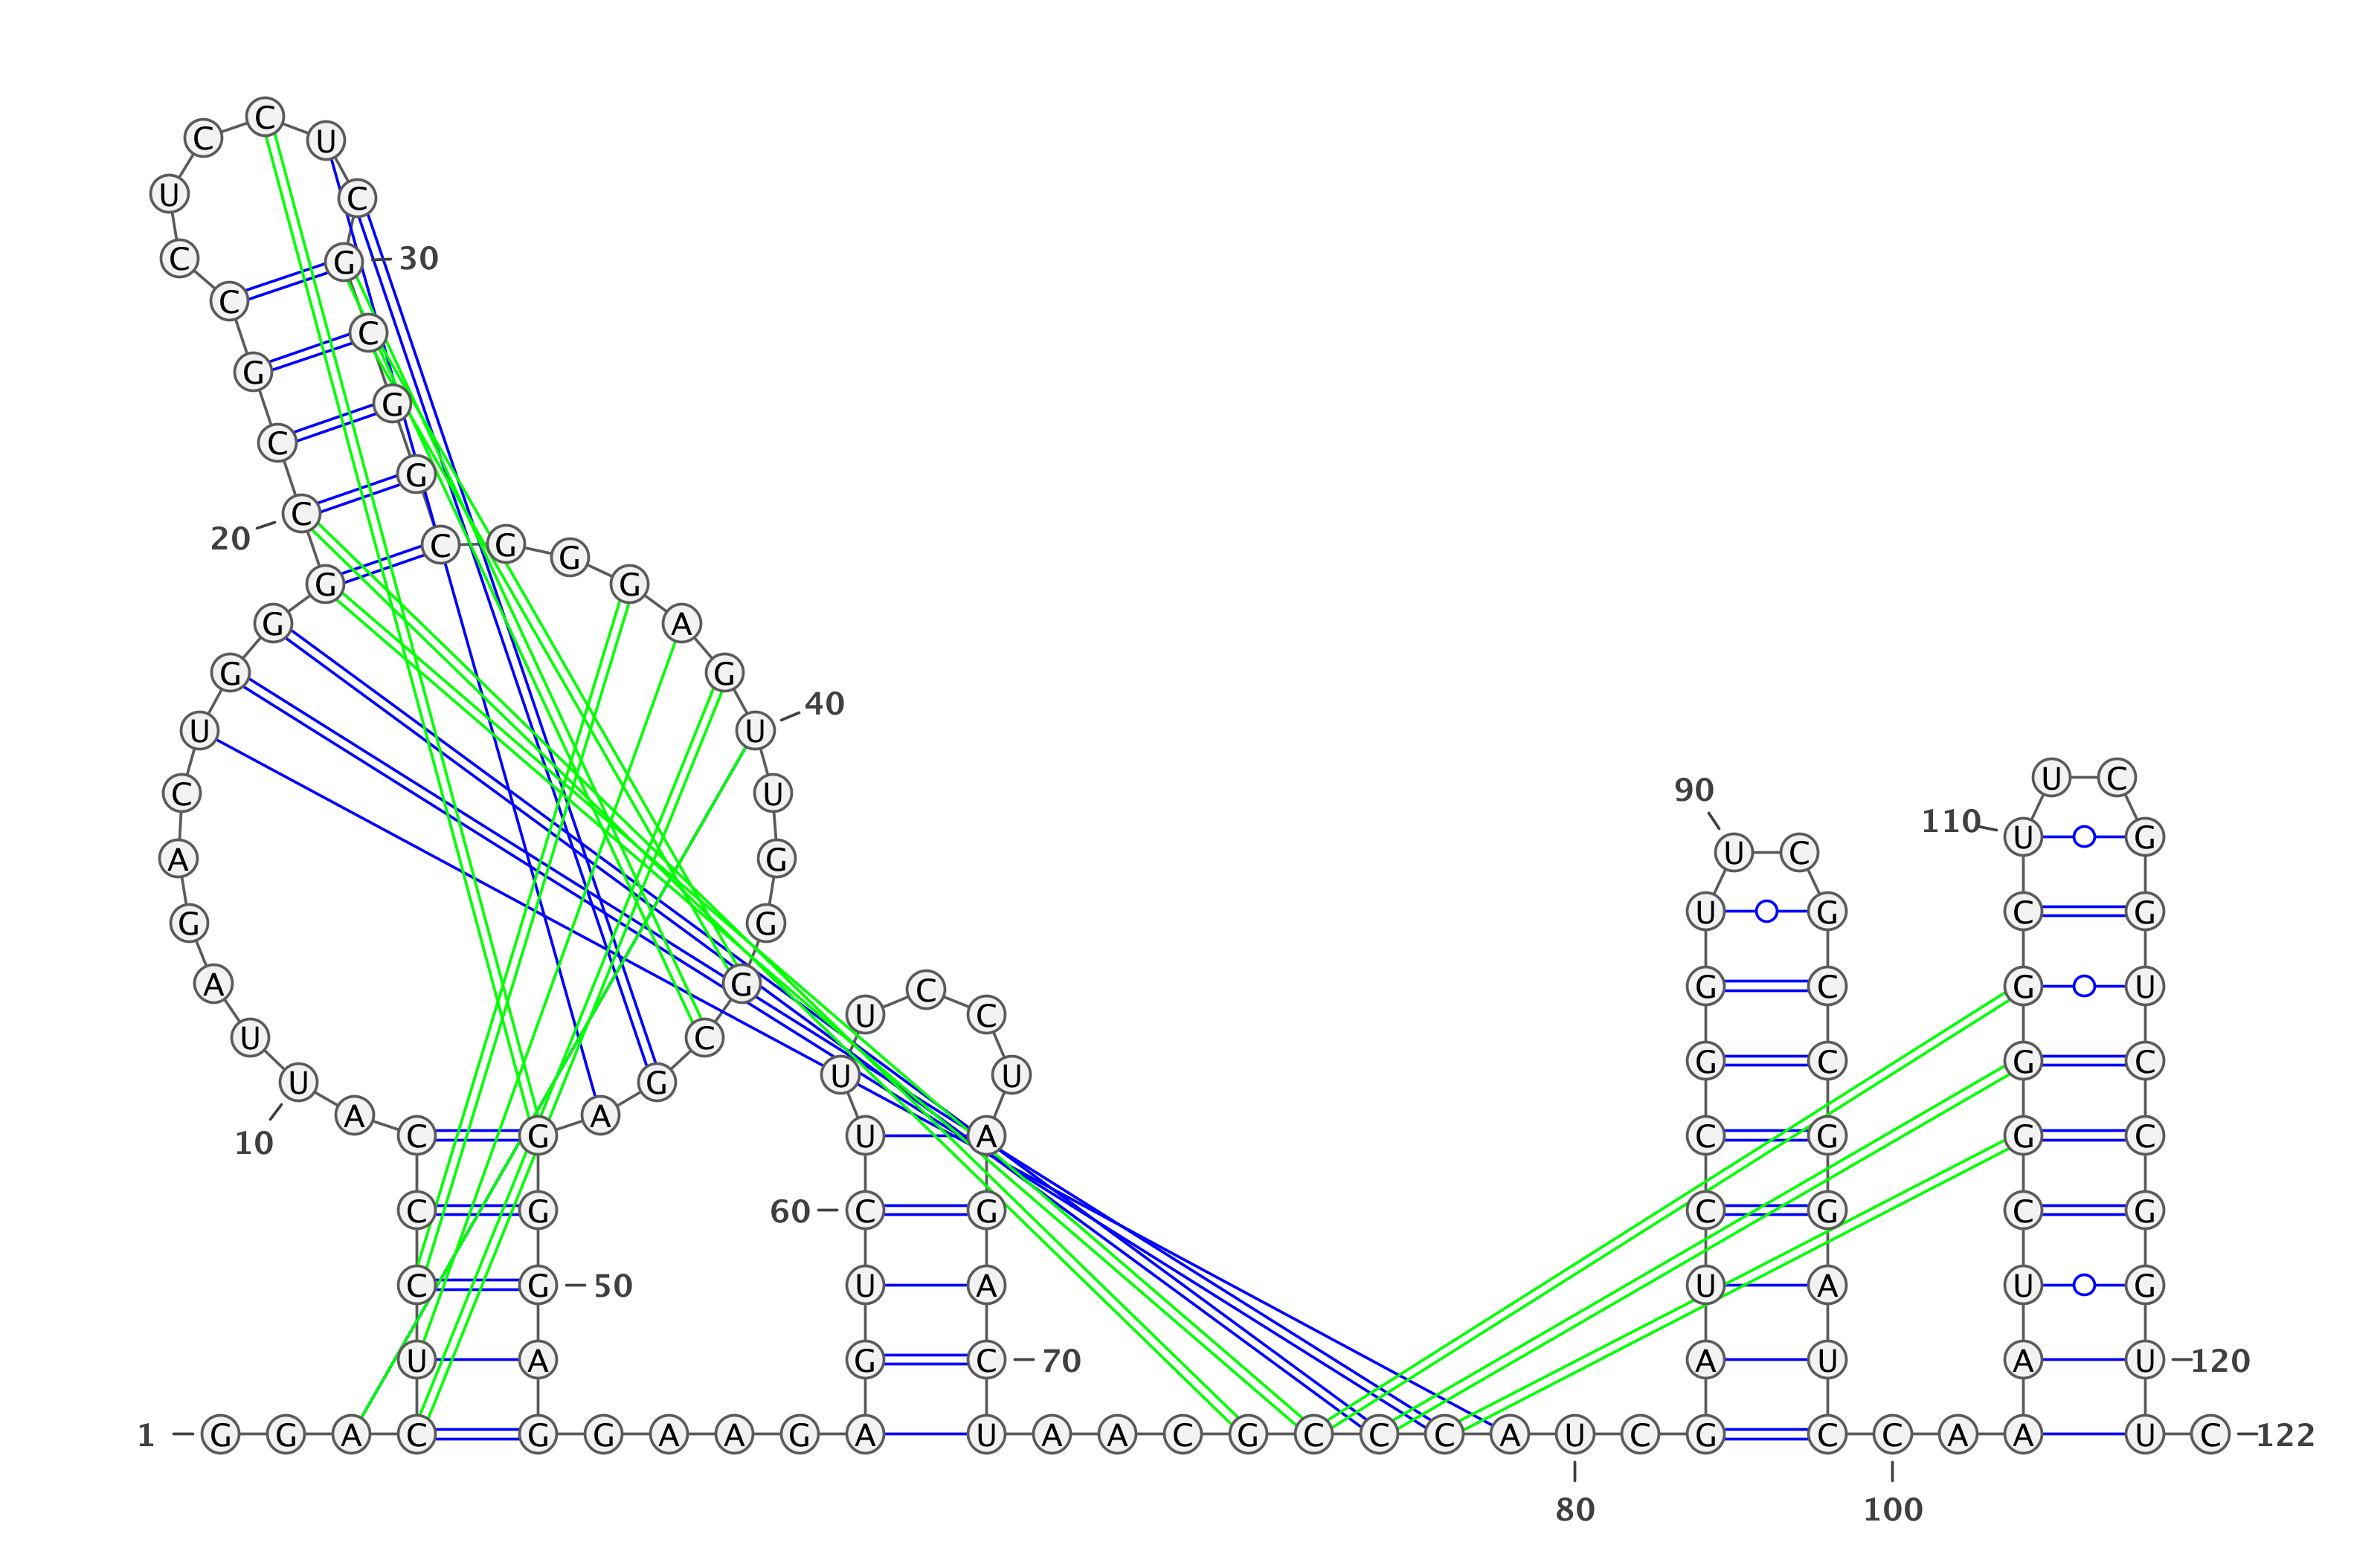 C
C U
U C
C G 30
C C
G G
C G
20 C C G G
G G
G A
G G
U U 40
U C
90
C U
110 U G
U C
A G
U G C G
G G
A G C G C G U
U C C
U C
G C G C
U U
U G
A A
C G U A C G G C
10
C G 60 C G C G C G
C G 50 U A U A U G
U A G C 70 A U A U 120
1 G G A C G G A A G A U A A C G C C C A U C G C C A A U C 122
80 100